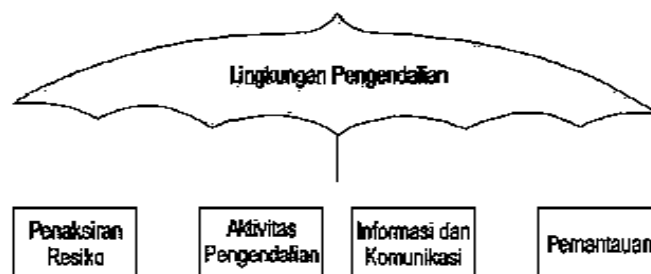 Lingkungan Pengendalian
Penaksiran
Resiko
Aktivitas
Pengendalian
Informasi dan
Komunikasi
Pemantauan